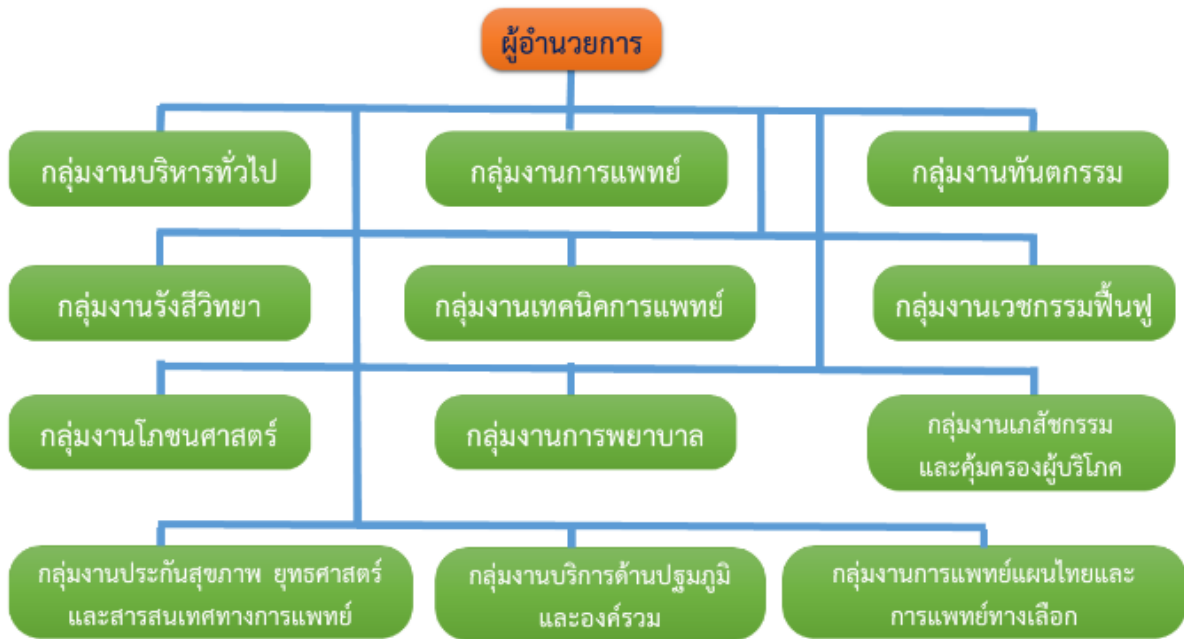 ผู้อำนวยการ
กลุ่มงานบริหารทั่วไป
กลุ่มงานการแพทย์
กลุ่มงานทันตกรรม
กลุ่มงานรังสีวิทยา
กลุ่มงานเทคนิคการแพทย์
กลุ่มงานเวชกรรมฟื้นฟู
กลุ่มงานโภชนศาสตร์
กลุ่มงานการพยาบาล
กลุ่มงานเภสัชกรรม
และคุ้มครองผู้บริโภค
กลุ่มงานประกันสุขภาพ ยุทธศาสตร์
และสารสนเทศทางการแพทย์
กลุ่มงานบริการด้านปฐมภูมิ
และองค์รวม
กลุ่มงานการแพทย์แผนไทยและ
การแพทย์ทางเลือก